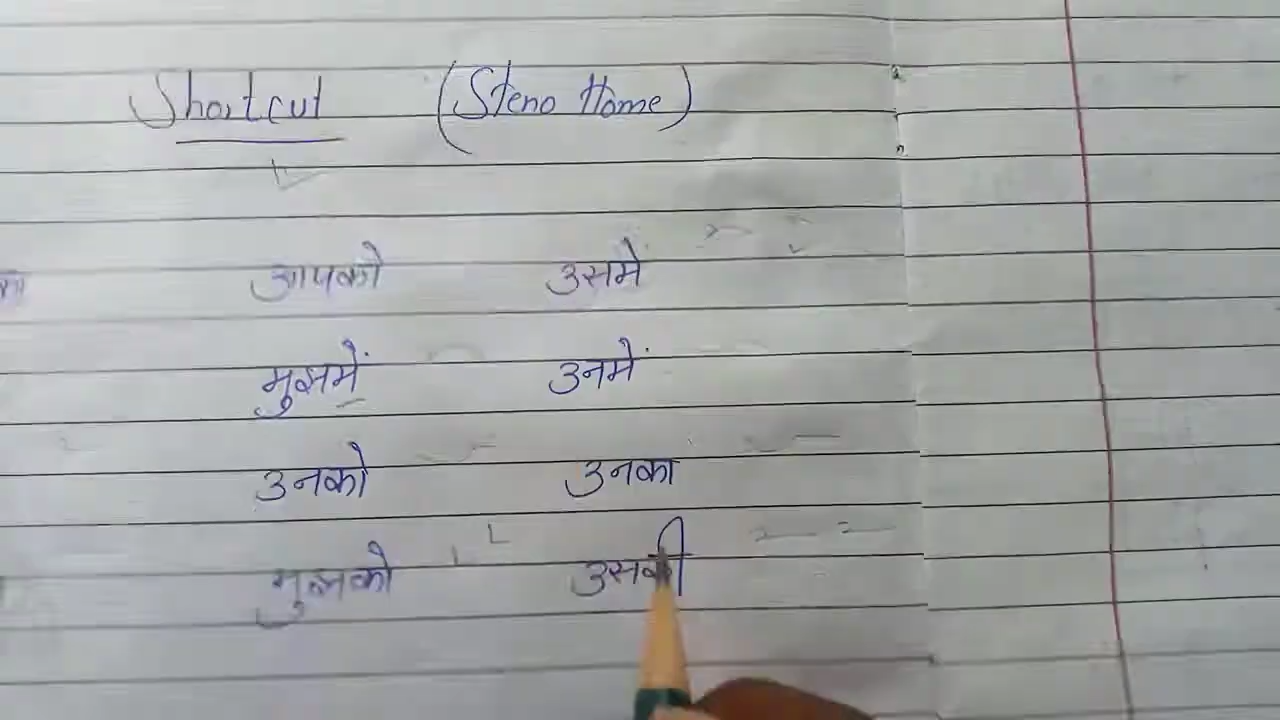 Shortcut (Steno Home)
आपको उसमें
मुझमें उनमें
उनको उनका
मुझको उसकी